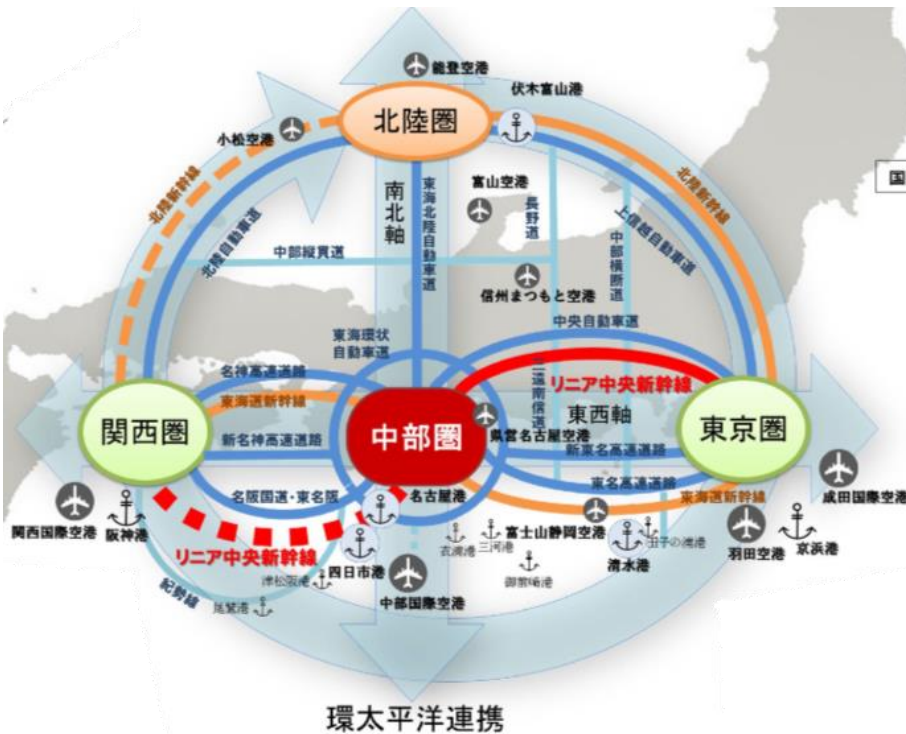 能登空港
伏木富山港
北陸圏
小松空港
北陸新幹線
北陸自動車道
南北軸
東海北陸自動車道
富山空港
長野道
中部横断道
上信越自動車道
北陸新幹線
国
中部縦貫道
信州まつもと空港
中央自動車道
東海環状
自動車道
名神高速道路
東海道新幹線
リニア中央新幹線
三遠南信道
東西軸
関西圏
中部圏
県営名古屋空港
東京圏
新名神高速道路
新東名高速道路
名阪国道・東名阪
名古屋港
東名高速道路
東海道新幹線
成田国際空港
関西国際空港
阪神港
リニア中央新幹線
四日市港
衣浦港
三河港
富士山静岡空港
清水港
羽田空港
京浜港
紀勢線
津松阪港
尾鷲港
中部国際空港
御前崎港
環太平洋連携